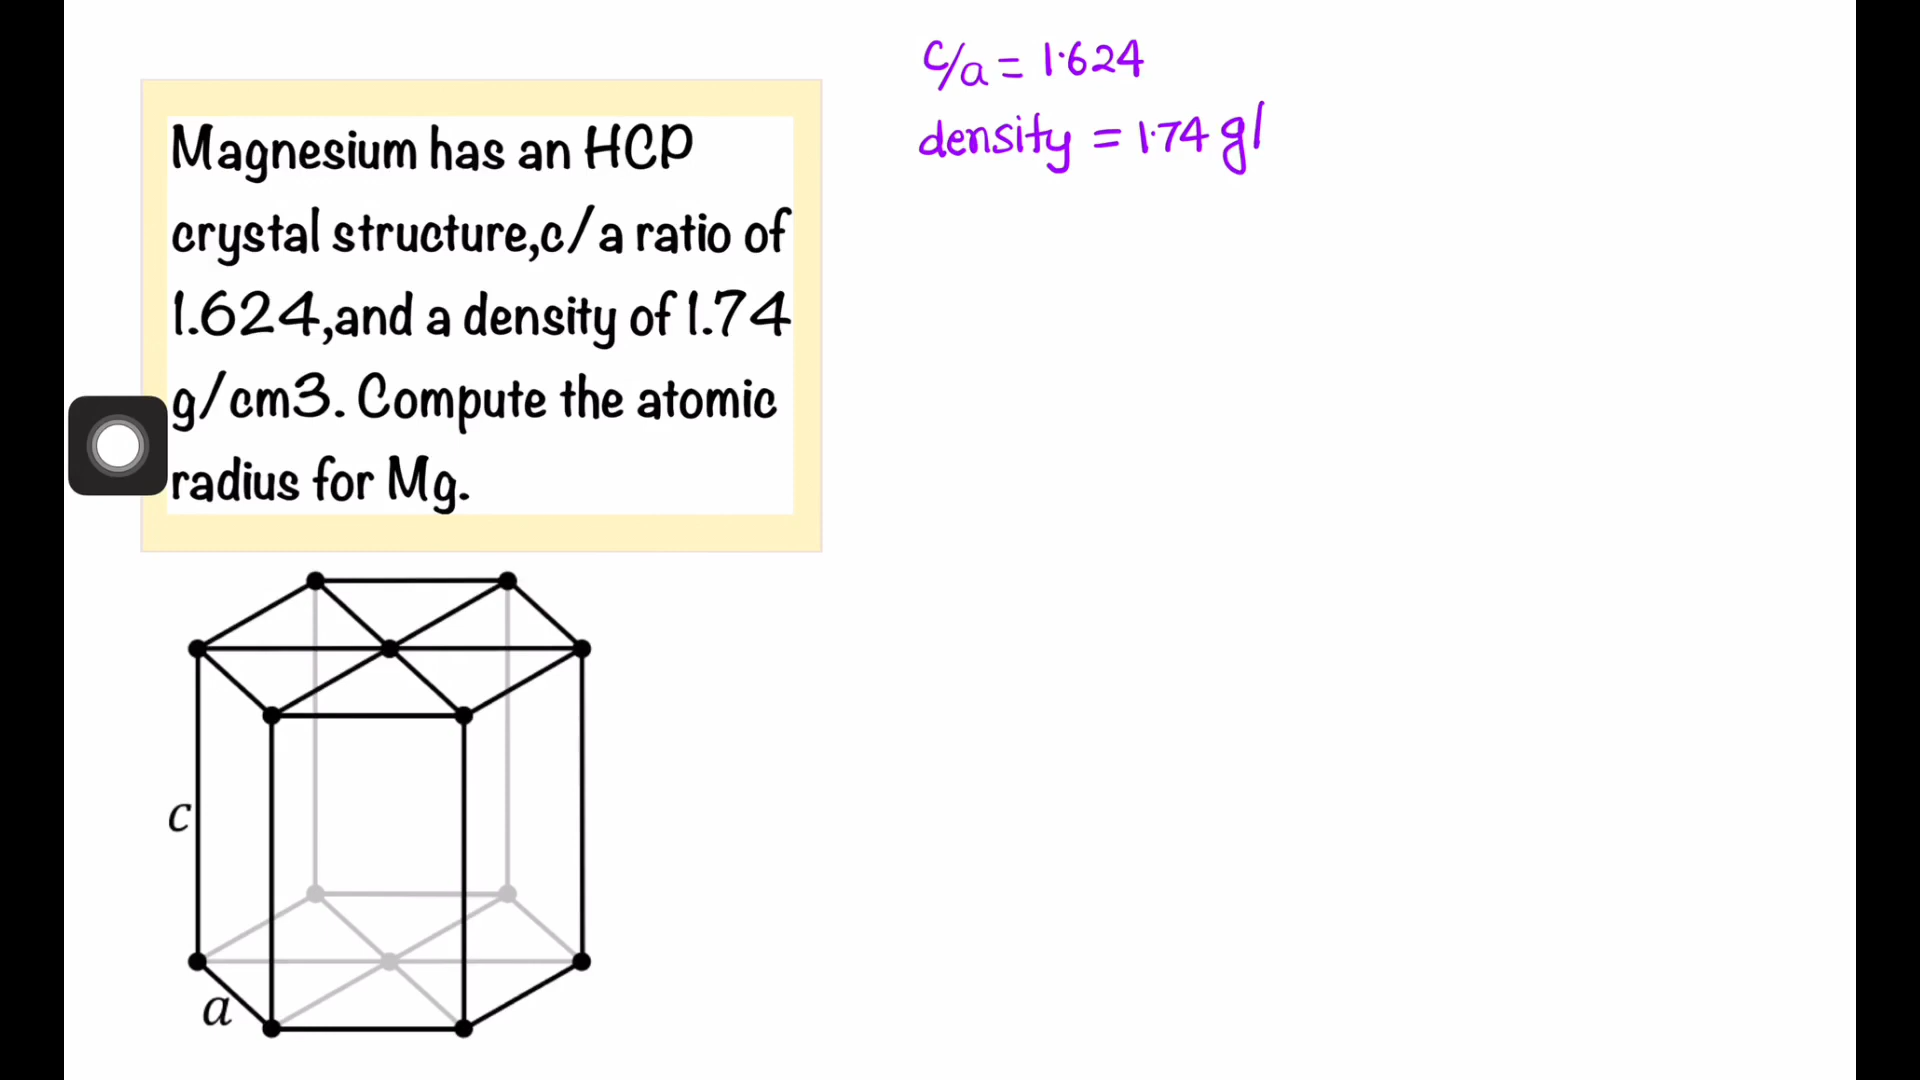 Magnesium has an HCP
crystal structure,c/a ratio of
1.624,and a density of 1.74
g/cm3. Compute the atomic
radius for Mg.
c/a = 1.624
density = 1.74 g/
c
a